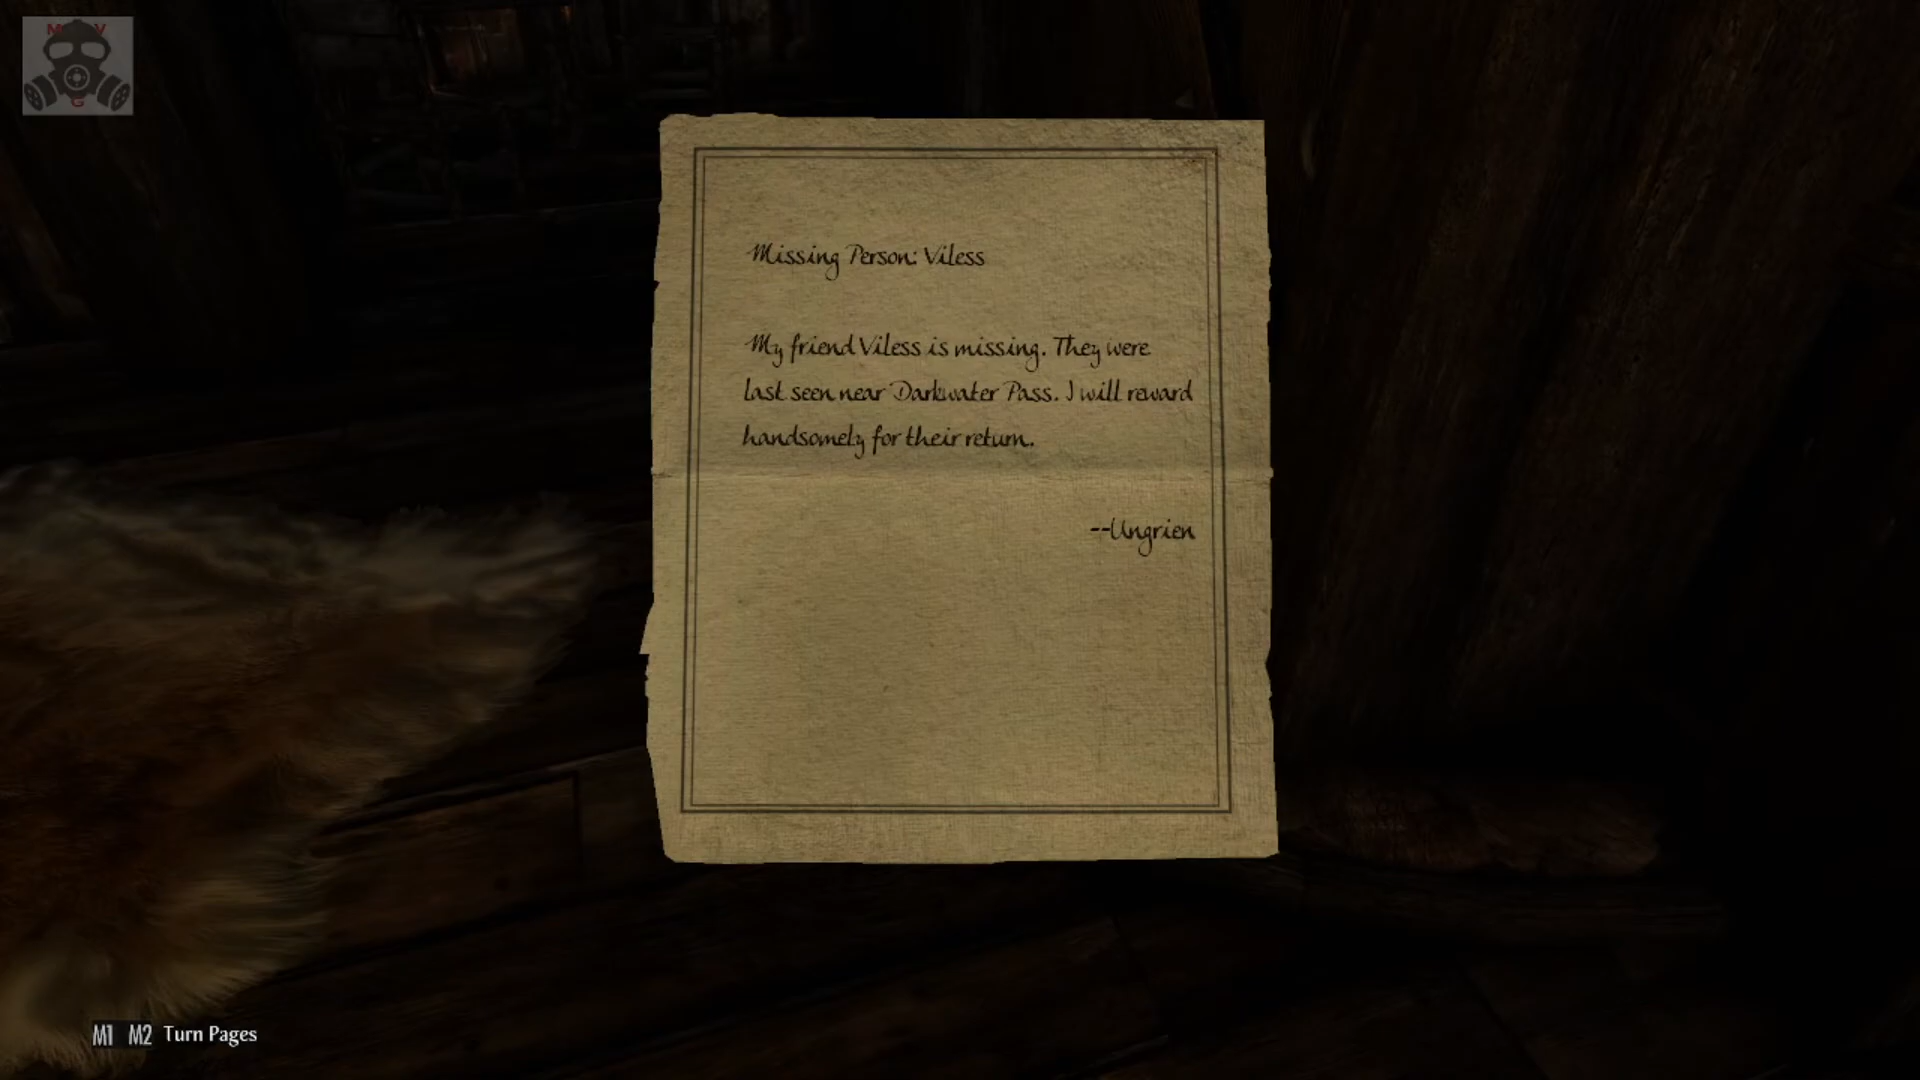 M V
G
Missing Person: Viless
My friend Viless is missing. They were
last seen near Darkwater Pass. I will reward
handsomely for their return.
--Ungrien
M1 M2 Turn Pages